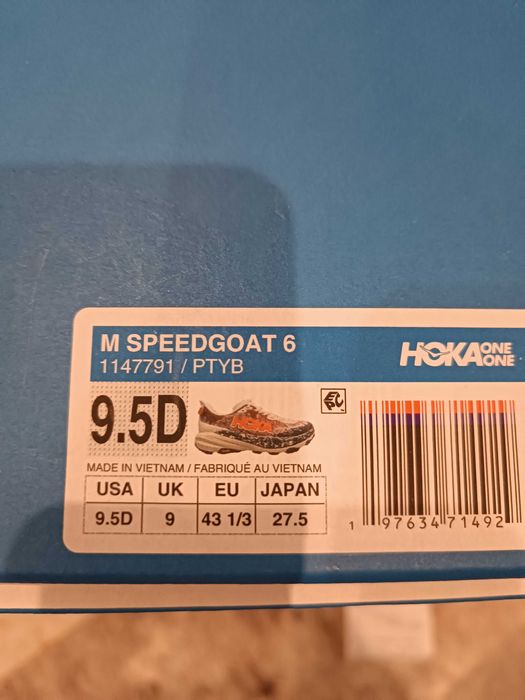 M SPEEDGOAT 6
1147791 / PTYB
HOKA ONE ONE
9.5D
HOKA
MADE IN VIETNAM / FABRIQUÉ AU VIETNAM
USA UK EU JAPAN
9.5D 9 43 1/3 27.5
1 97634 71492